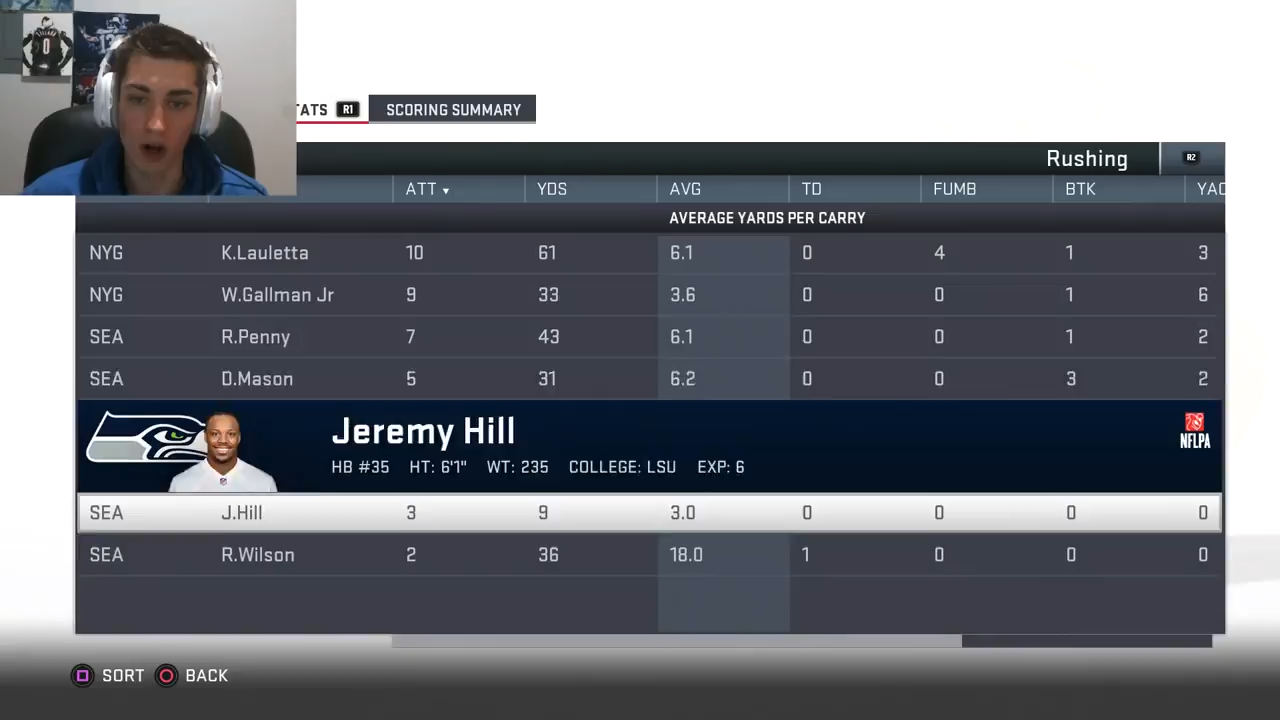 TATS R1 SCORING SUMMARY
Rushing R2
ATT YDS AVG TD FUMB BTK YAC
AVERAGE YARDS PER CARRY
NYG K.Lauletta 10 61 6.1 0 4 1 3
NYG W.Gallman Jr 9 33 3.6 0 0 1 6
SEA R.Penny 7 43 6.1 0 0 1 2
SEA D.Mason 5 31 6.2 0 0 3 2
Jeremy Hill
HB #35 HT: 6'1" WT: 235 COLLEGE: LSU EXP: 6
NFLPA
SEA J.Hill 3 9 3.0 0 0 0 0
SEA R.Wilson 2 36 18.0 1 0 0 0
SORT BACK